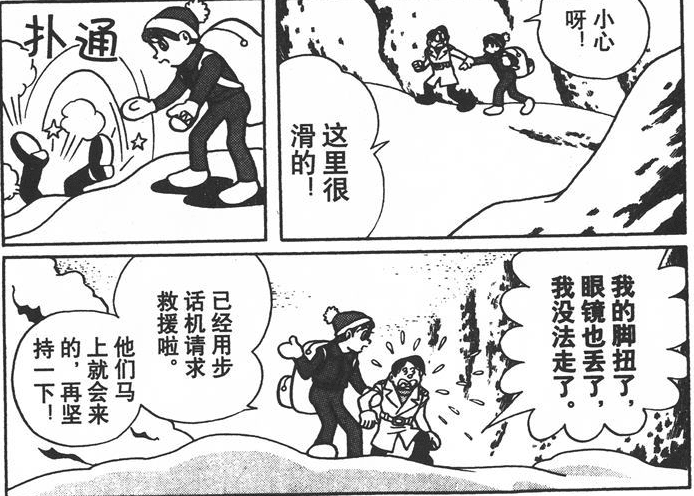 小心
呀！
这里很
滑的！
扑通
我的脚扭了，
眼镜也丢了，
我没法走了。
已经用步
话机请求
救援啦。
他们马
上就会来
的，再坚
持一下！